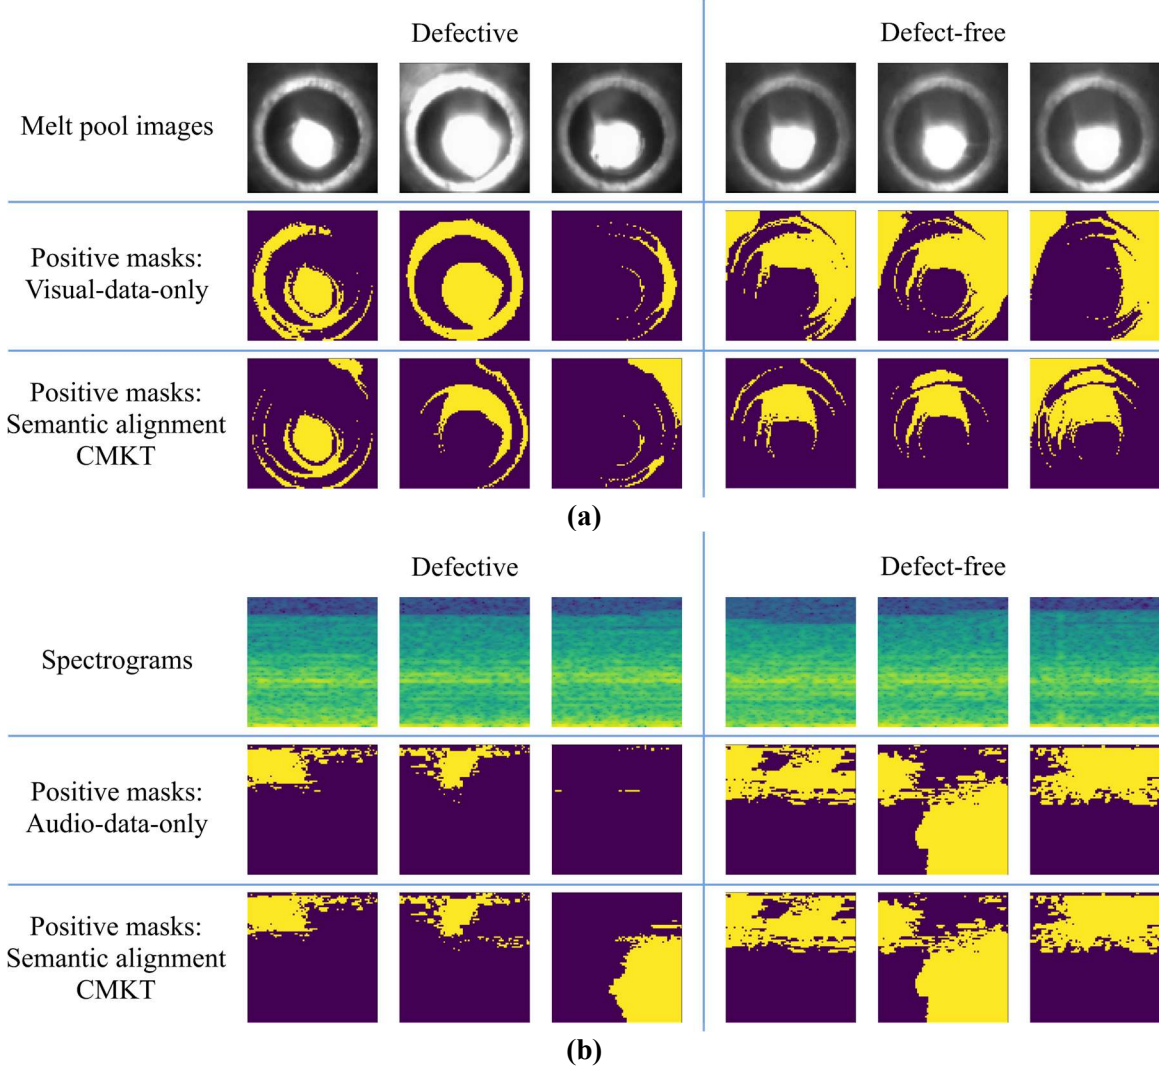 Defective
Defect-free
Melt pool images
Positive masks:
Visual-data-only
Positive masks:
Semantic alignment
CMKT
(a)
Defective
Defect-free
Spectrograms
Positive masks:
Audio-data-only
Positive masks:
Semantic alignment
CMKT
(b)